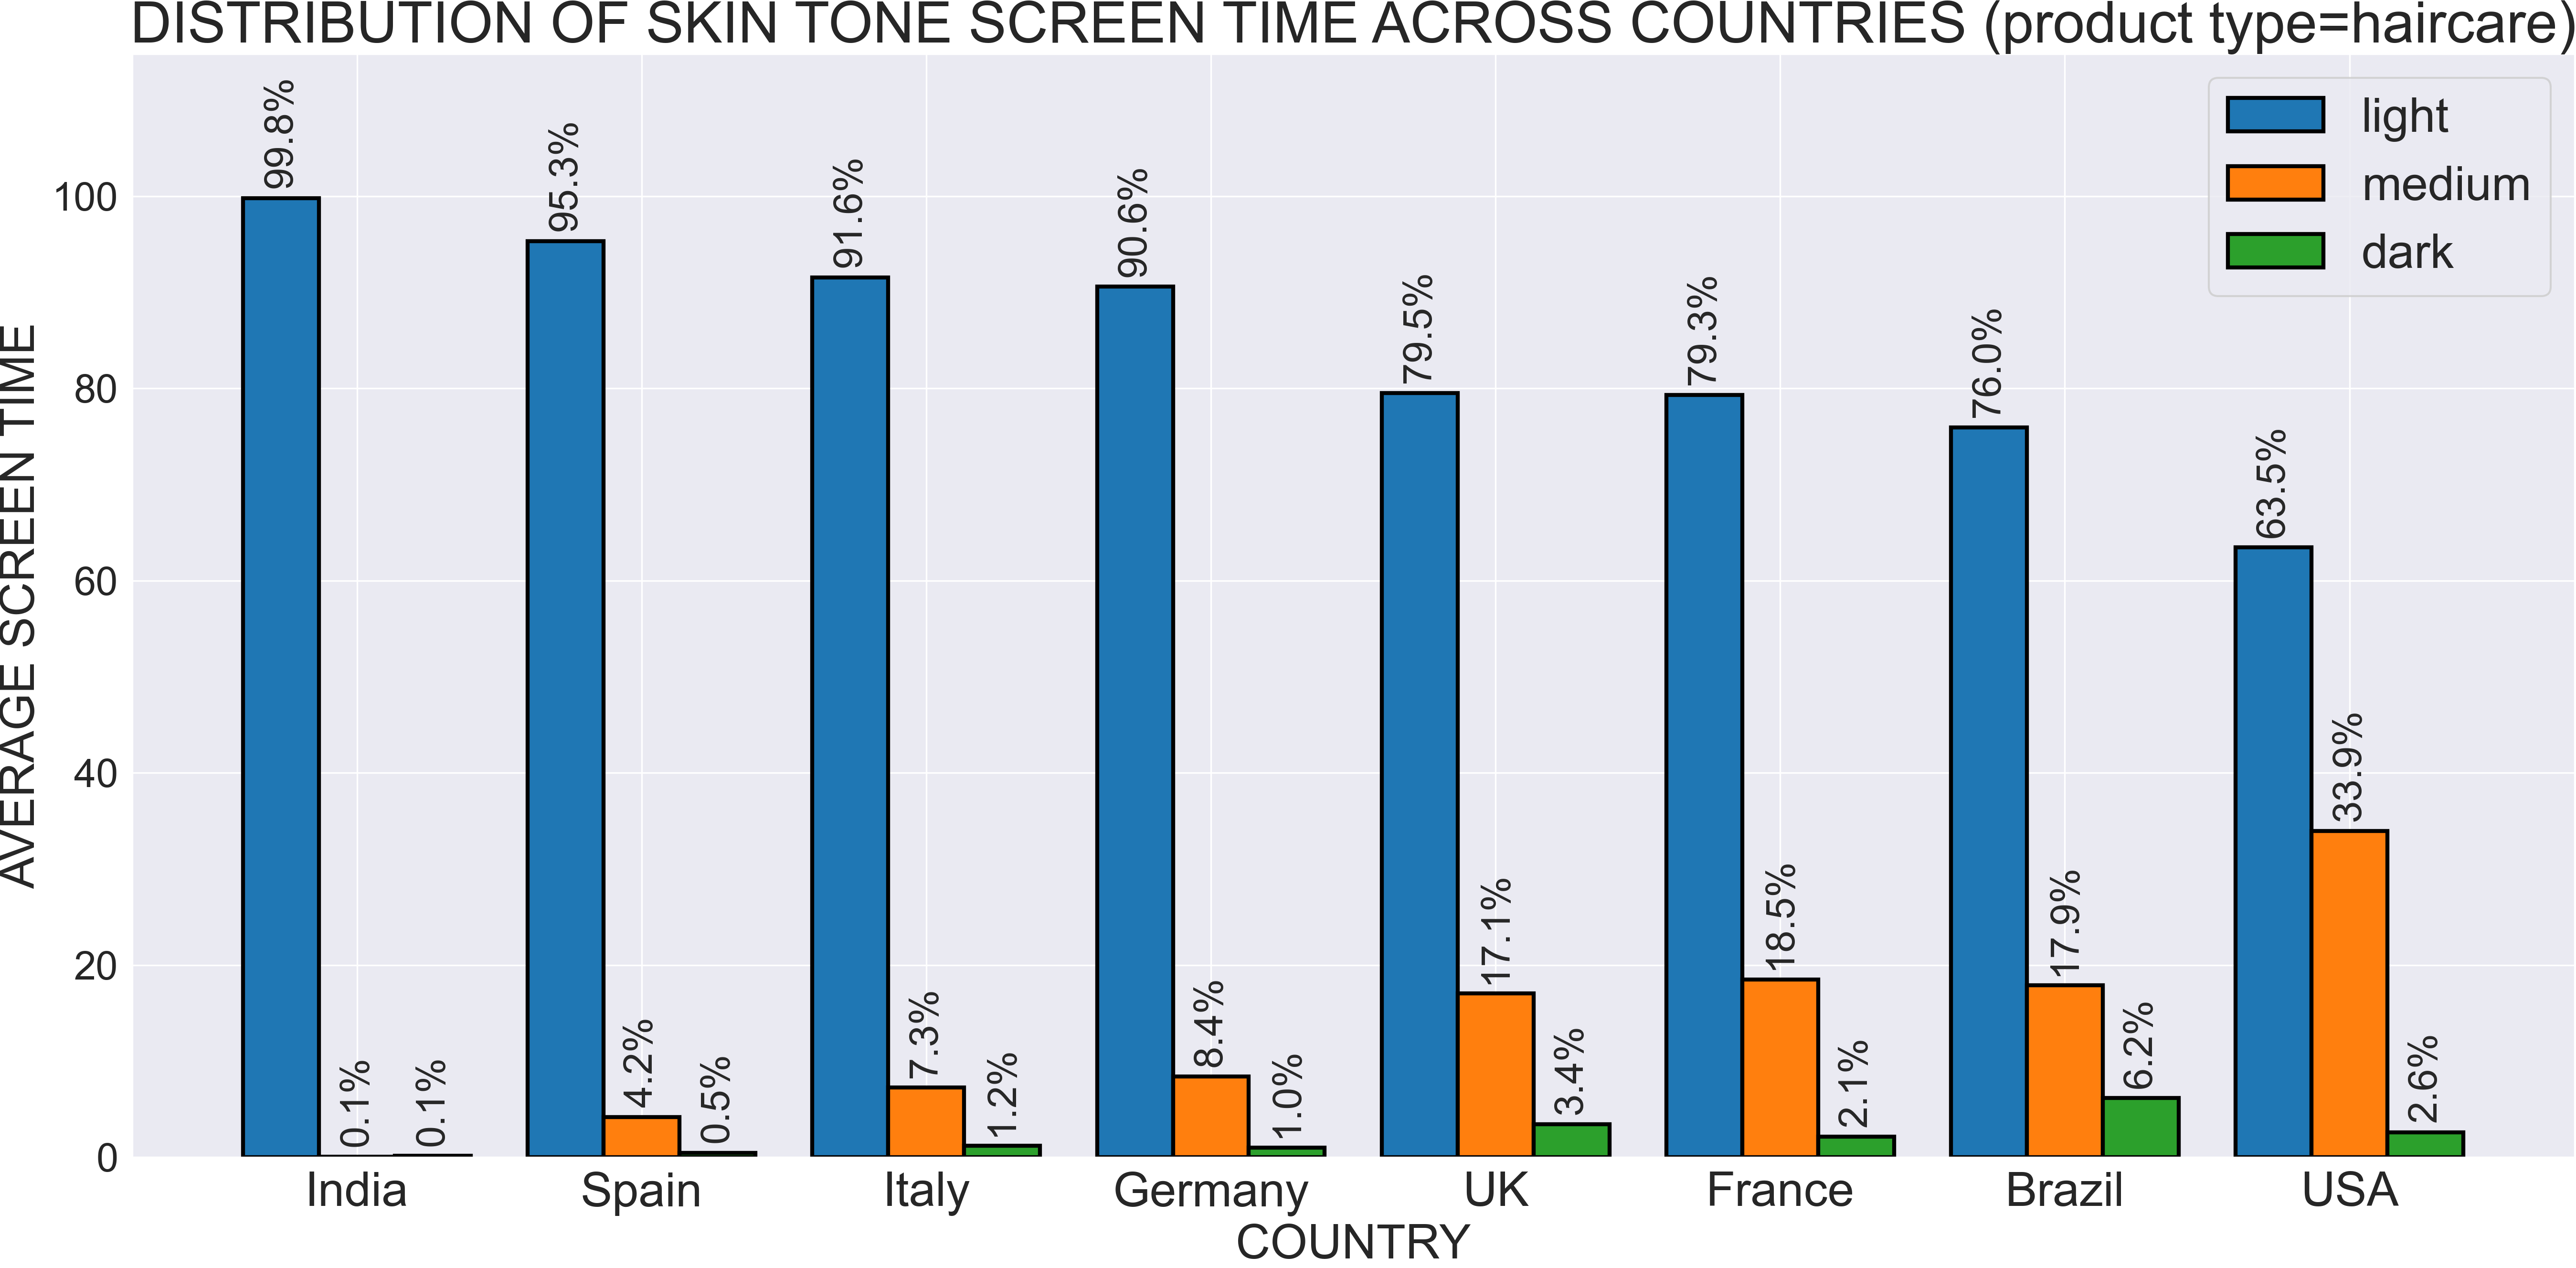 DISTRIBUTION OF SKIN TONE SCREEN TIME ACROSS COUNTRIES (product type=haircare)
light
medium
dark
AVERAGE SCREEN TIME
100
80
60
40
20
0
99.8%
0.1%
0.1%
95.3%
4.2%
0.5%
91.6%
7.3%
1.2%
90.6%
8.4%
1.0%
79.5%
17.1%
3.4%
79.3%
18.5%
2.1%
76.0%
17.9%
6.2%
63.5%
33.9%
2.6%
India
Spain
Italy
Germany
UK
France
Brazil
USA
COUNTRY